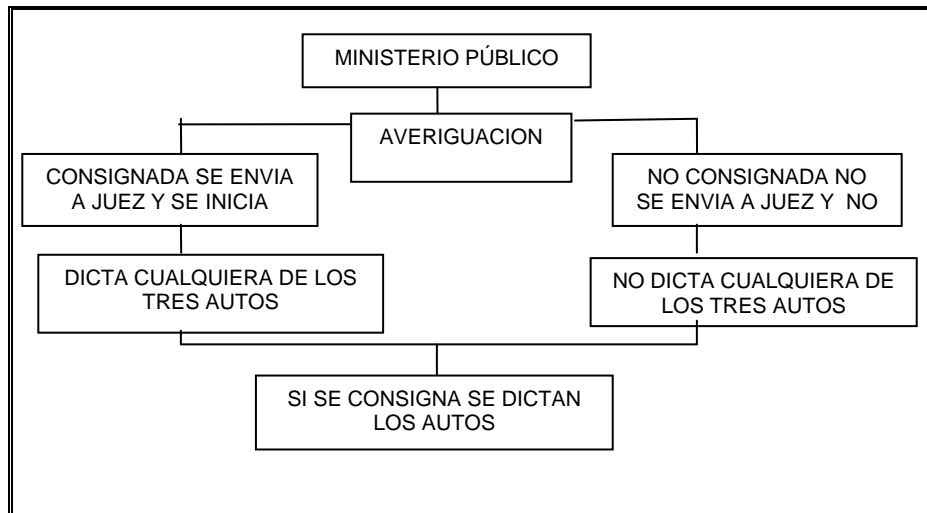 MINISTERIO PÚBLICO
AVERIGUACION
CONSIGNADA SE ENVIA
A JUEZ Y SE INICIA
NO CONSIGNADA NO
SE ENVIA A JUEZ Y NO
DICTA CUALQUIERA DE LOS
TRES AUTOS
NO DICTA CUALQUIERA DE
LOS TRES AUTOS
SI SE CONSIGNA SE DICTAN
LOS AUTOS